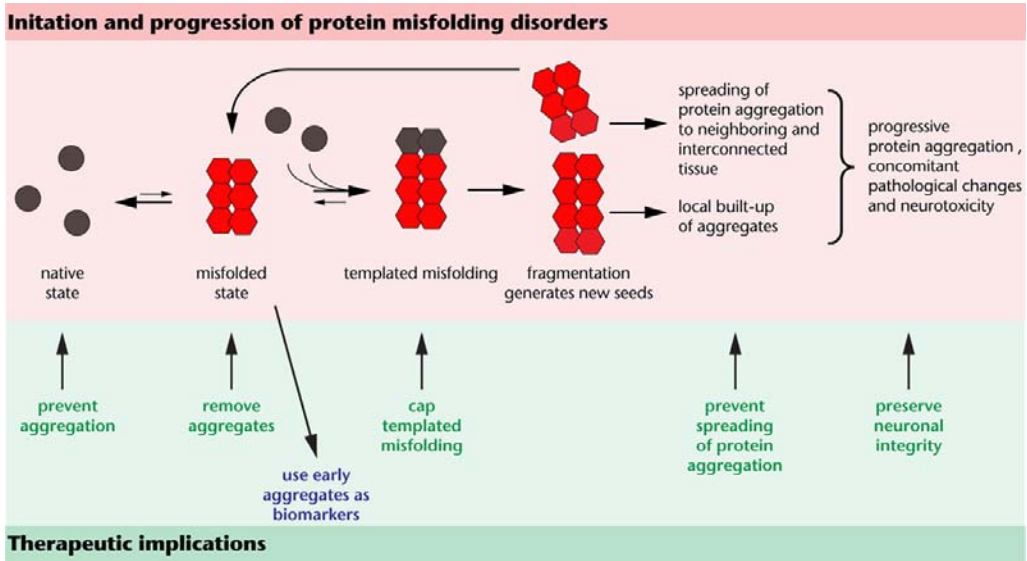 Initation and progression of protein misfolding disorders
spreading of
protein aggregation
to neighboring and
interconnected
tissue
progressive
protein aggregation ,
concomitant
pathological changes
and neurotoxicity
local built-up
of aggregates
native
state
misfolded
state
templated misfolding
fragmentation
generates new seeds
prevent
aggregation
remove
aggregates
cap
templated
misfolding
prevent
spreading
of protein
aggregation
preserve
neuronal
integrity
use early
aggregates as
biomarkers
Therapeutic implications